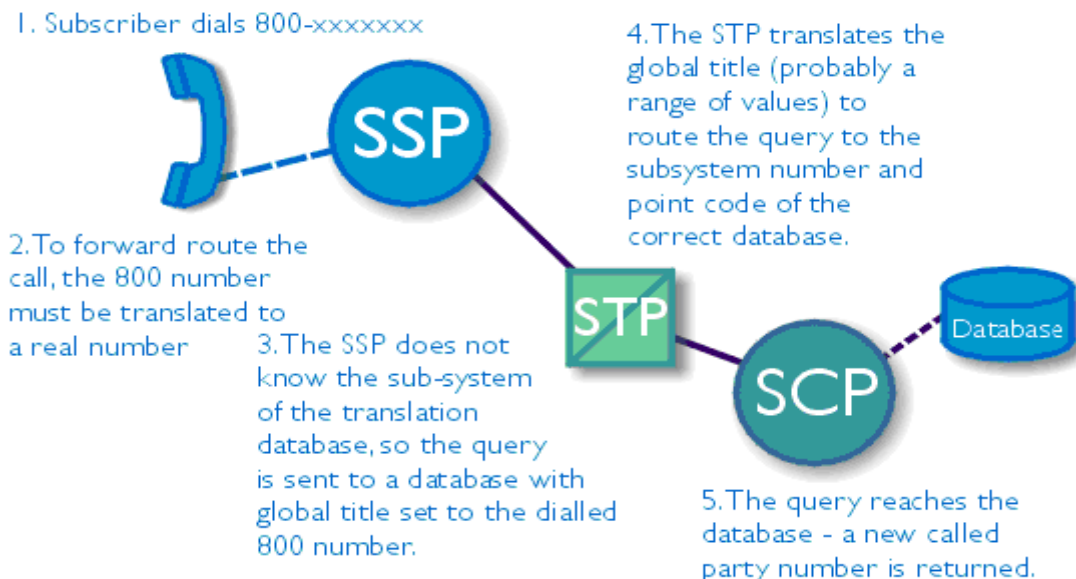 1. Subscriber dials 800-xxxxxxx
SSP
2. To forward route the
call, the 800 number
must be translated to
a real number
3. The SSP does not
know the sub-system
of the translation
database, so the query
is sent to a database with
global title set to the dialled
800 number.
4. The STP translates the
global title (probably a
range of values) to
route the query to the
subsystem number and
point code of the
correct database.
STP
SCP
Database
5. The query reaches the
database - a new called
party number is returned.